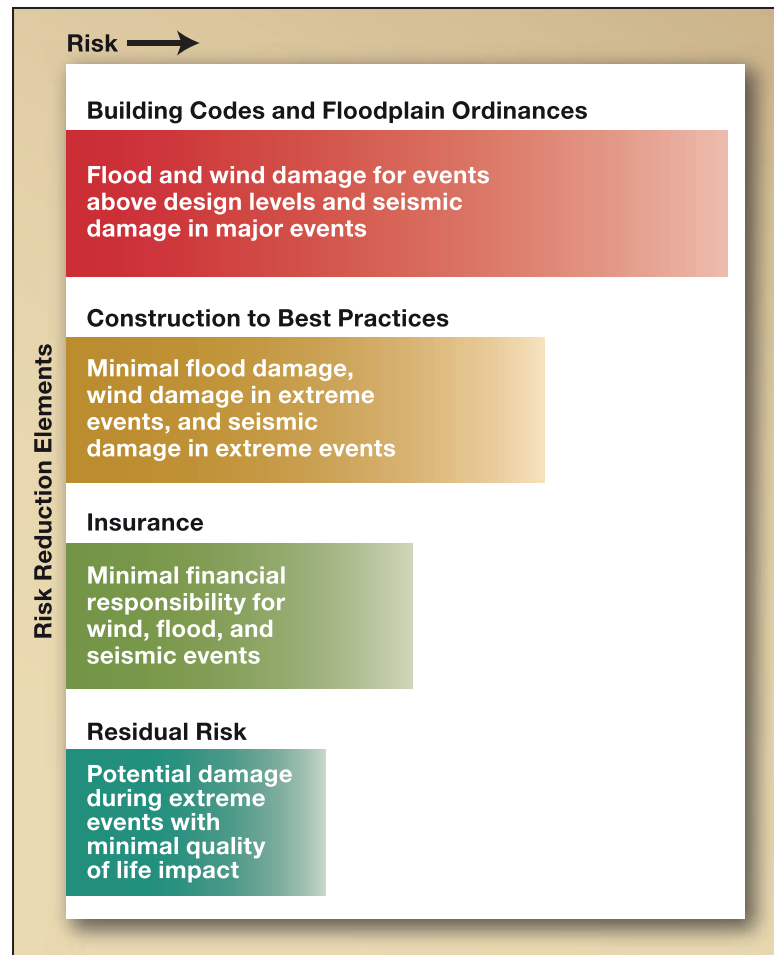 Risk
Building Codes and Floodplain Ordinances
Flood and wind damage for events
above design levels and seismic
damage in major events
Construction to Best Practices
Minimal flood damage,
wind damage in extreme
events, and seismic
damage in extreme events
Insurance
Minimal financial
responsibility for
wind, flood, and
seismic events
Residual Risk
Potential damage
during extreme
events with
minimal quality
of life impact
Risk Reduction Elements